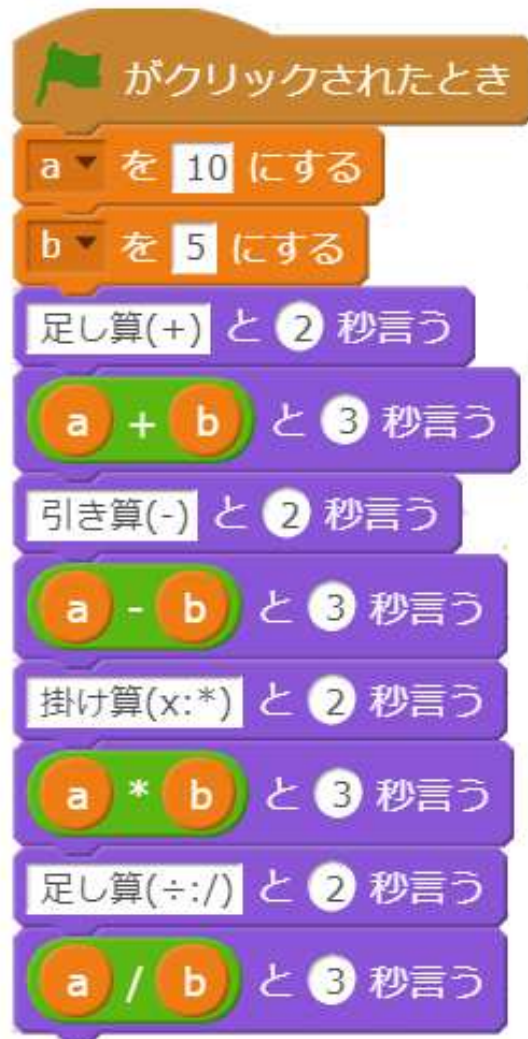 がクリックされたとき
a を 10 にする
b を 5 にする
足し算(+) と 2 秒言う
a + b と 3 秒言う
引き算(-) と 2 秒言う
a - b と 3 秒言う
掛け算(x:*) と 2 秒言う
a * b と 3 秒言う
足し算(÷:/) と 2 秒言う
a / b と 3 秒言う